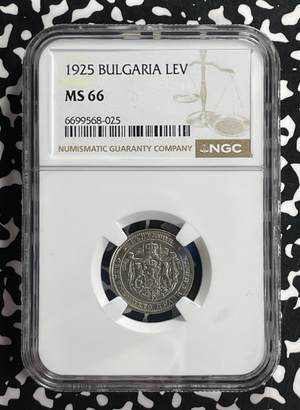 1925 BULGARIA LEV
MS 66
6699568-025
NUMISMATIC GUARANTY COMPANY
NGC